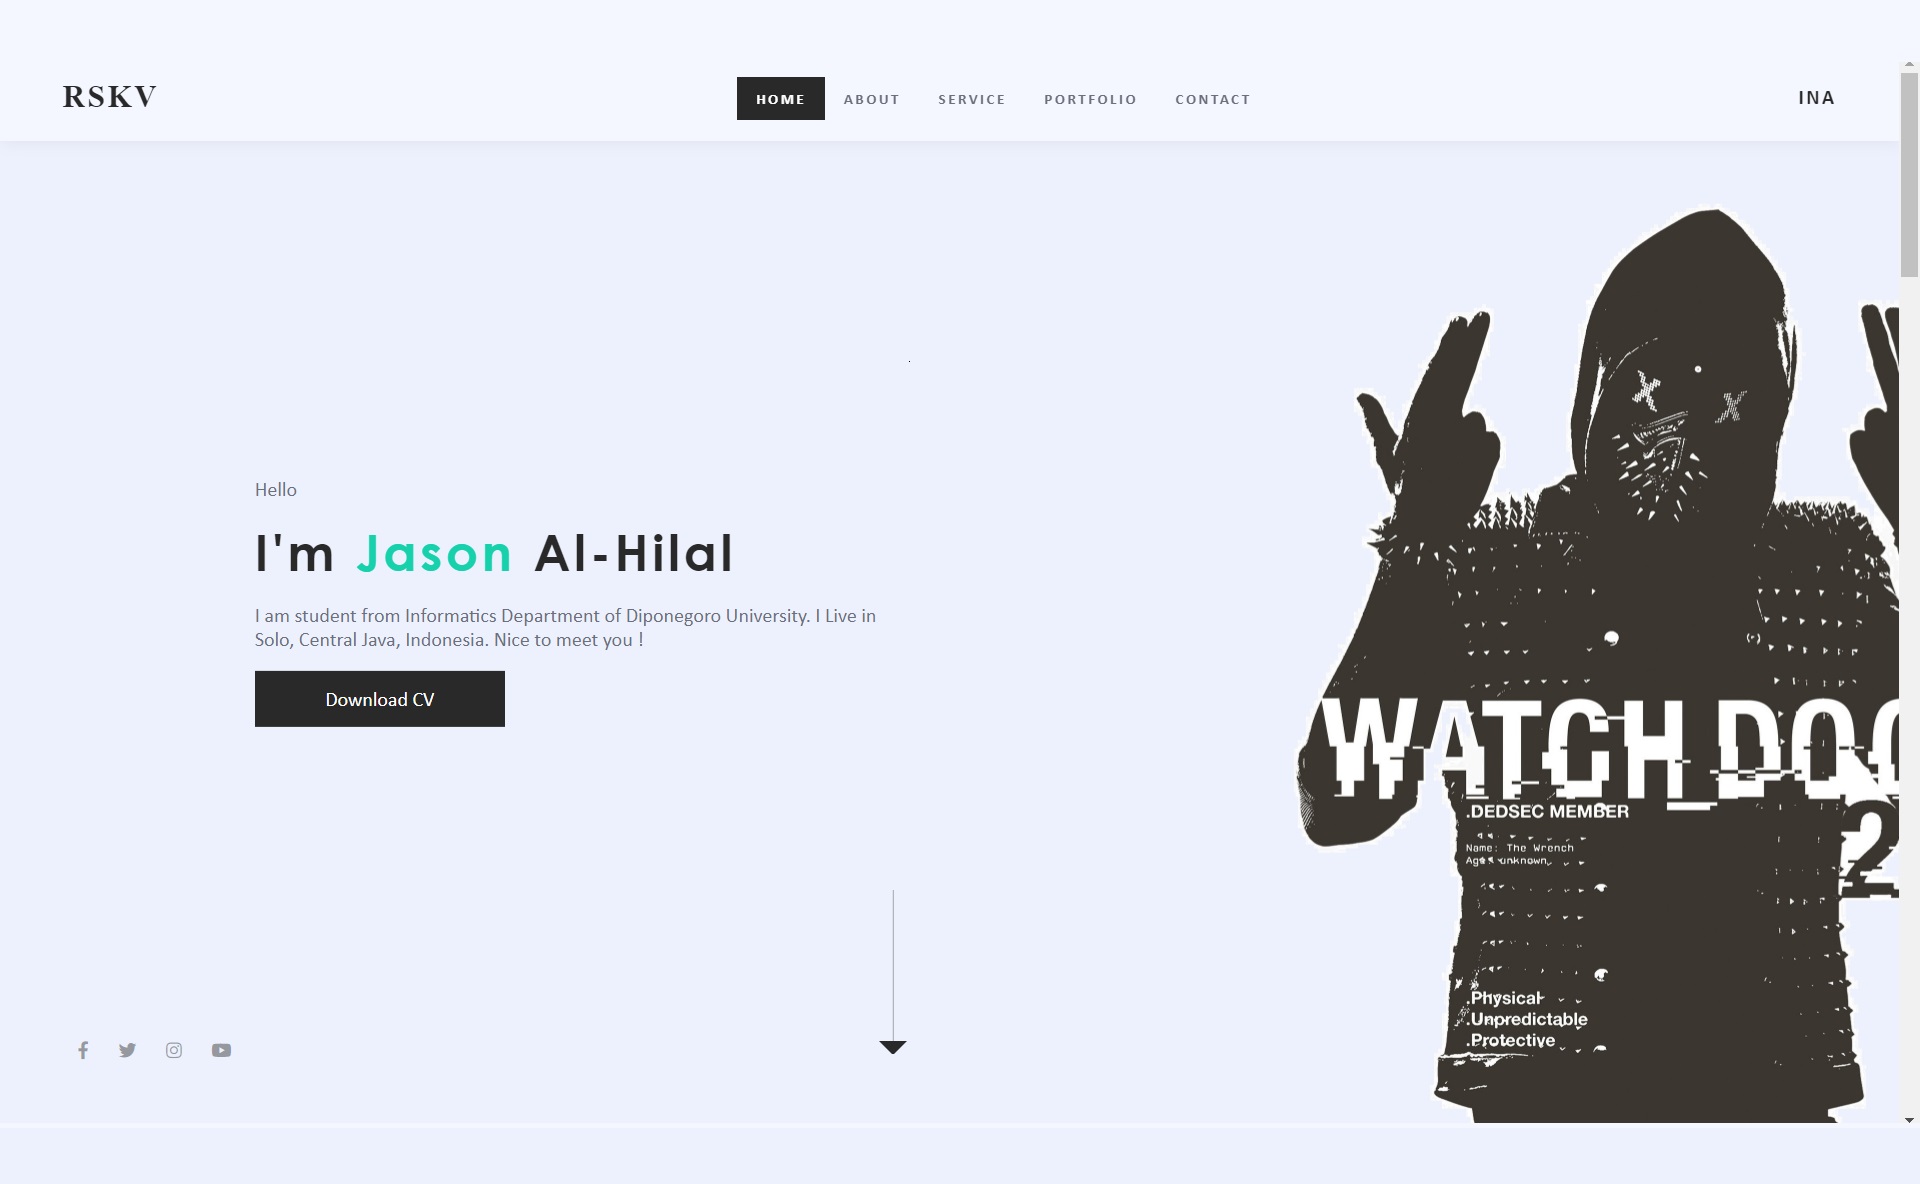 RSKV
HOME
ABOUT
SERVICE
PORTFOLIO
CONTACT
INA
Hello
I'm Jason Al-Hilal
I am student from Informatics Department of Diponegoro University. I Live in
Solo, Central Java, Indonesia. Nice to meet you !
Download CV
WATCH_DOG
2
.DEDSEC MEMBER
Name: The Wrench
Age: unknown
.Physical
.Unpredictable
.Protective